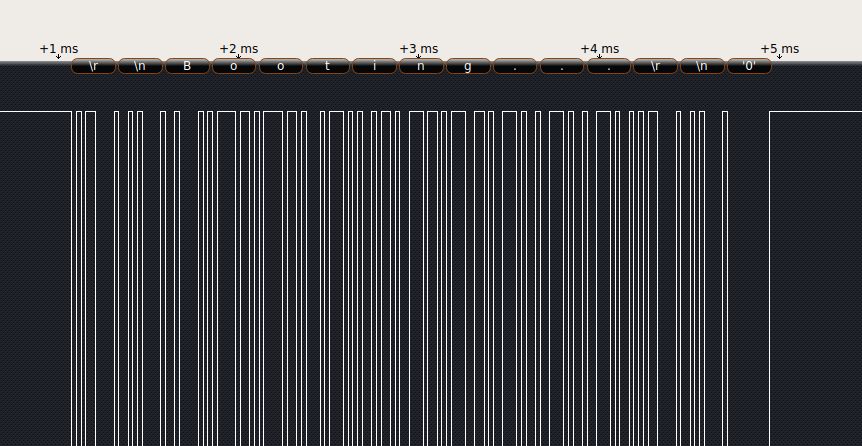 +1 ms +2 ms +3 ms +4 ms +5 ms
\r \n B o o t i n g . . . \r \n '0'